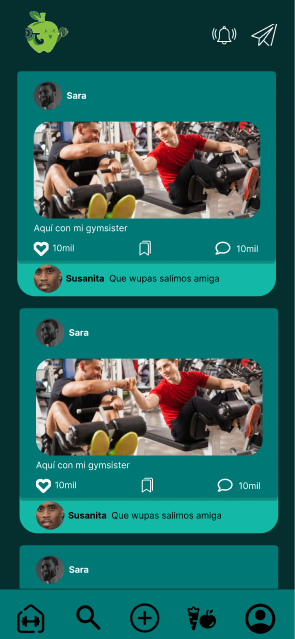 Sara
Aquí con mi gymsister
10mil 10mil
Susanita Que wupas salimos amiga
Sara
Aquí con mi gymsister
10mil 10mil
Susanita Que wupas salimos amiga
Sara